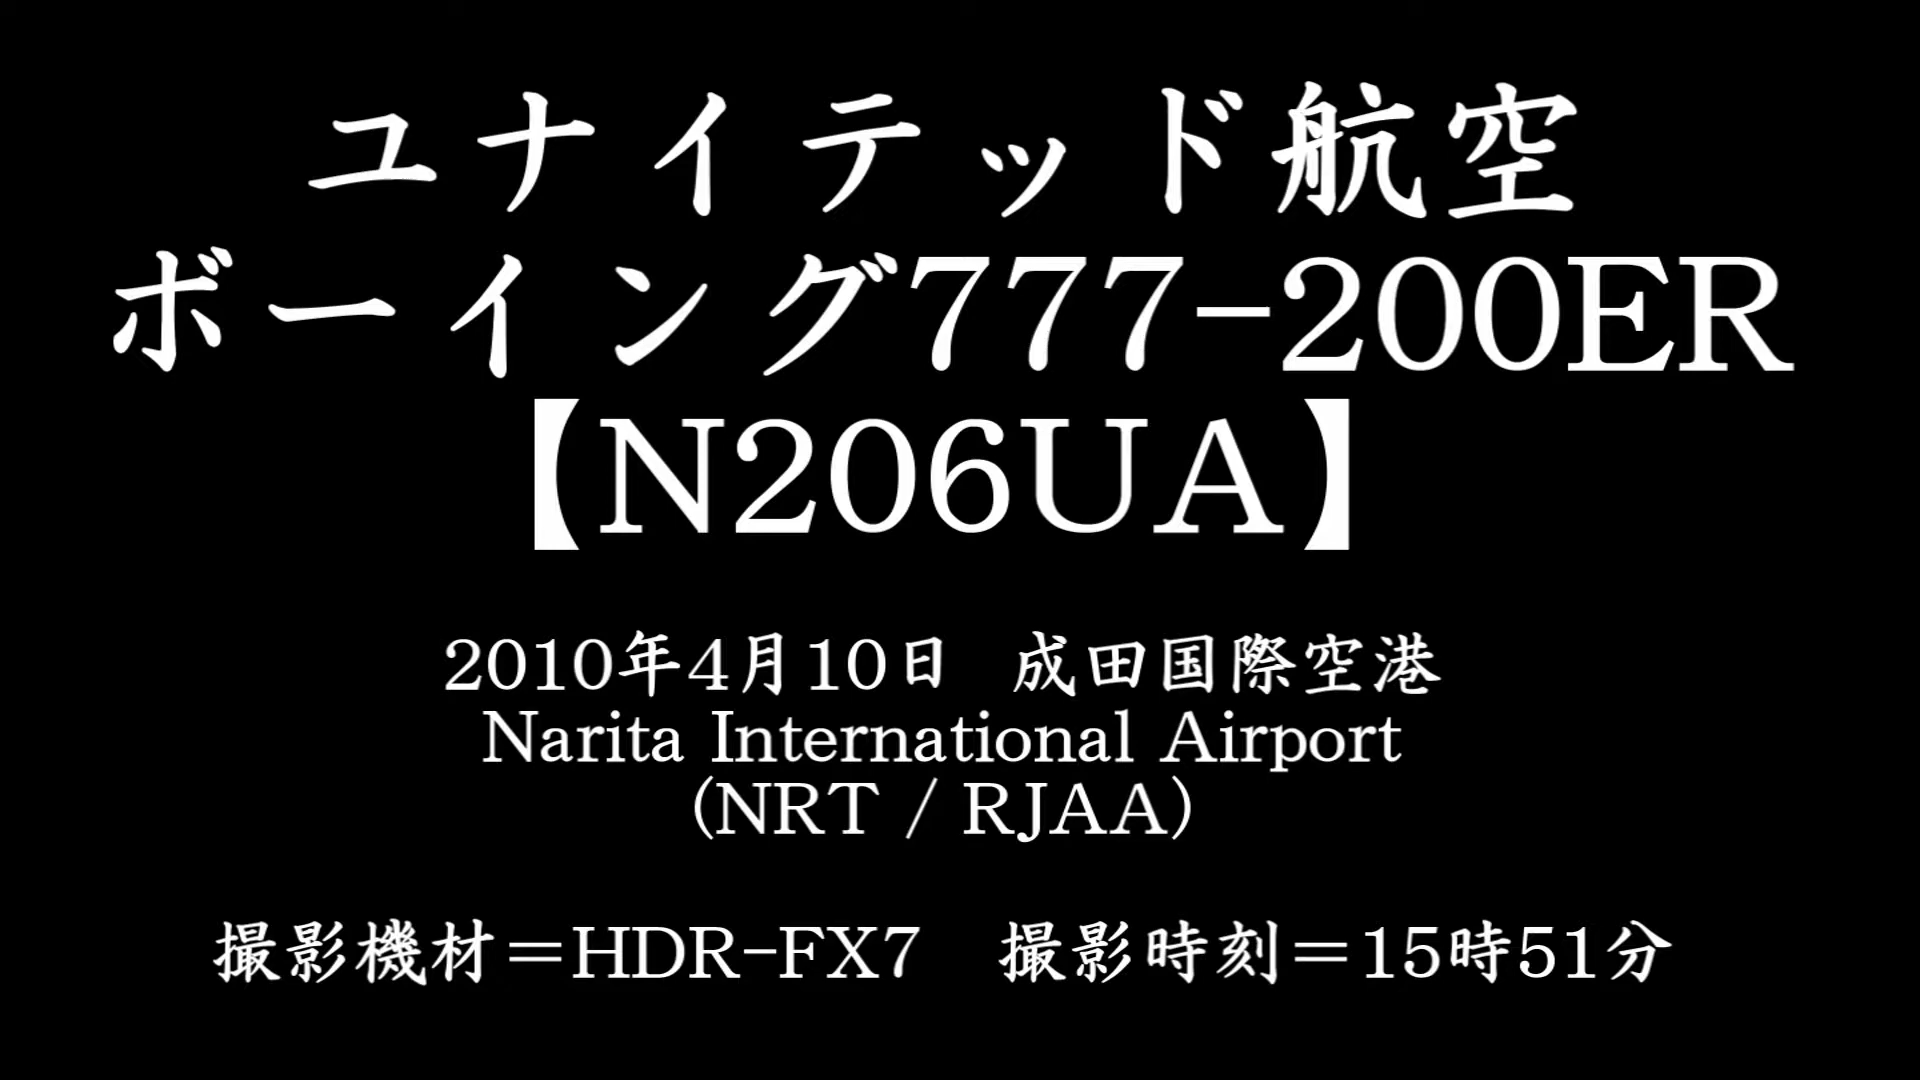 ユナイテッド航空
ボーイング777-200ER
【N206UA】
2010年4月10日　成田国際空港
Narita International Airport
(NRT / RJAA)
撮影機材＝HDR-FX7　撮影時刻＝15時51分